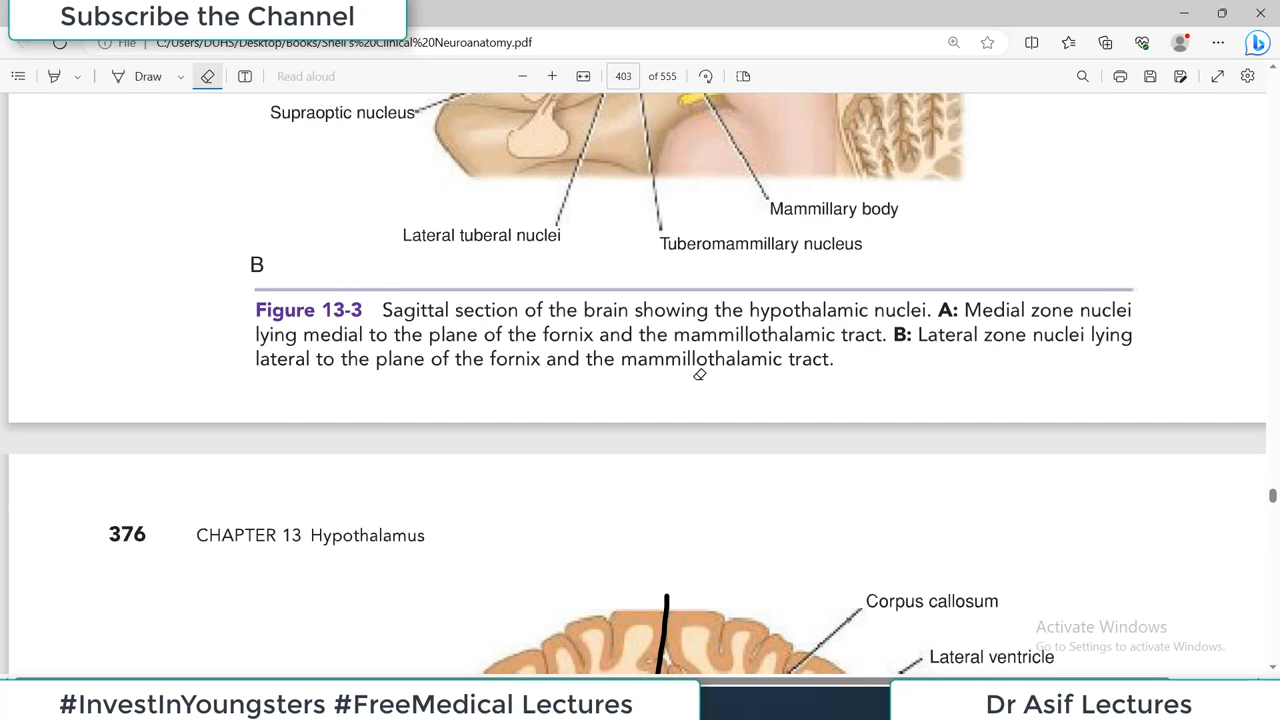 Subscribe the Channel
File
C:/Users/DUHS/Desktop/Books/Snell's%20Clinical%20Neuroanatomy.pdf
Draw
Read aloud
403
of 555
Supraoptic nucleus
Mammillary body
Lateral tuberal nuclei
Tuberomammillary nucleus
B
Figure 13-3 Sagittal section of the brain showing the hypothalamic nuclei. A: Medial zone nuclei
lying medial to the plane of the fornix and the mammillothalamic tract. B: Lateral zone nuclei lying
lateral to the plane of the fornix and the mammillothalamic tract.
376 CHAPTER 13 Hypothalamus
Corpus callosum
Activate Windows
Go to Settings to activate Windows.
Lateral ventricle
#InvestInYoungsters #FreeMedical Lectures
Dr Asif Lectures